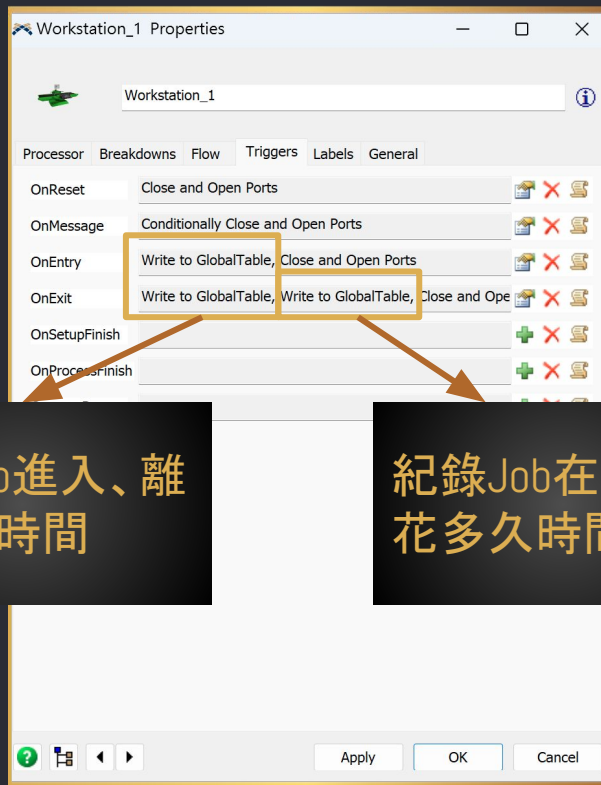 Workstation_1 Properties
Workstation_1
Processor Breakdowns Flow Triggers Labels General
OnReset Close and Open Ports
OnMessage Conditionally Close and Open Ports
OnEntry Write to GlobalTable, Close and Open Ports
OnExit Write to GlobalTable, Write to GlobalTable, Close and Ope
OnSetupFinish
OnProcessFinish
進入、離
時間
紀錄Job在
花多久時間
Apply OK Cancel